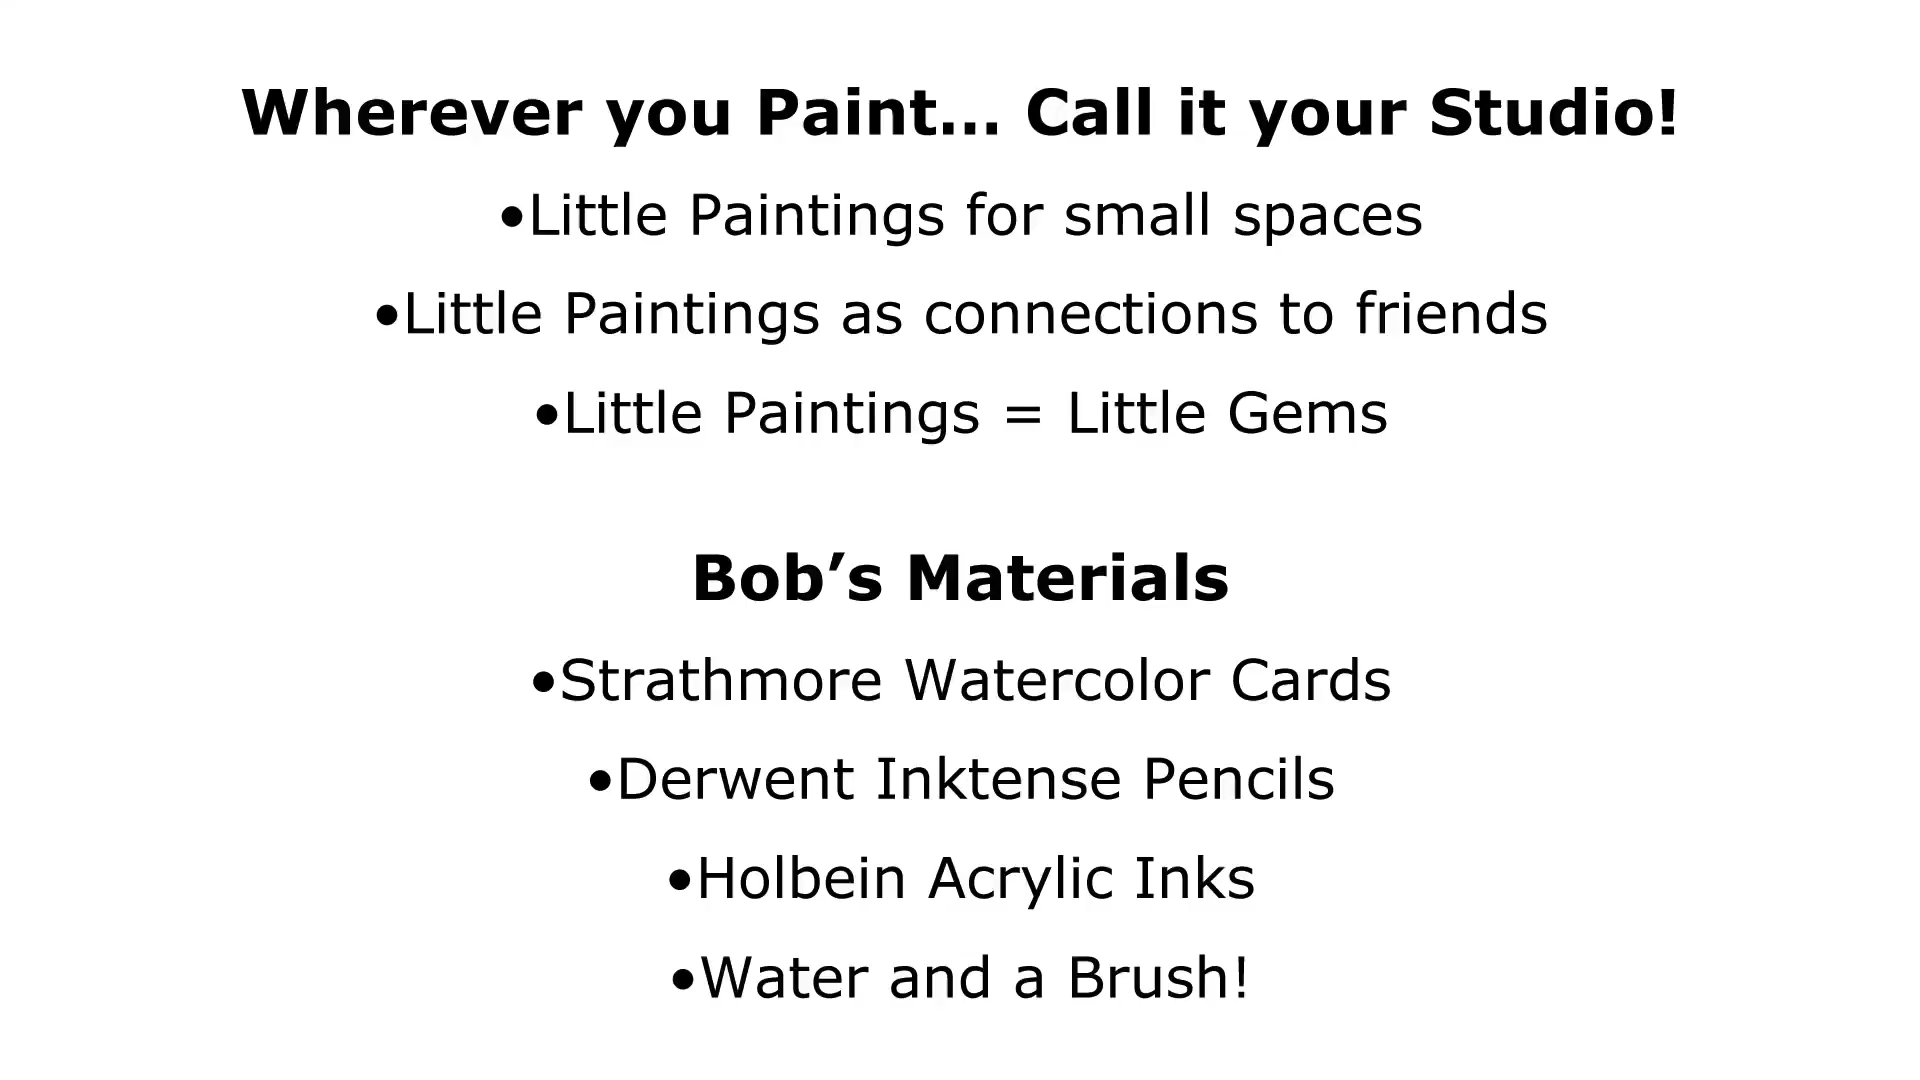 Wherever you Paint… Call it your Studio!
•Little Paintings for small spaces
•Little Paintings as connections to friends
•Little Paintings = Little Gems
Bob’s Materials
•Strathmore Watercolor Cards
•Derwent Inktense Pencils
•Holbein Acrylic Inks
•Water and a Brush!